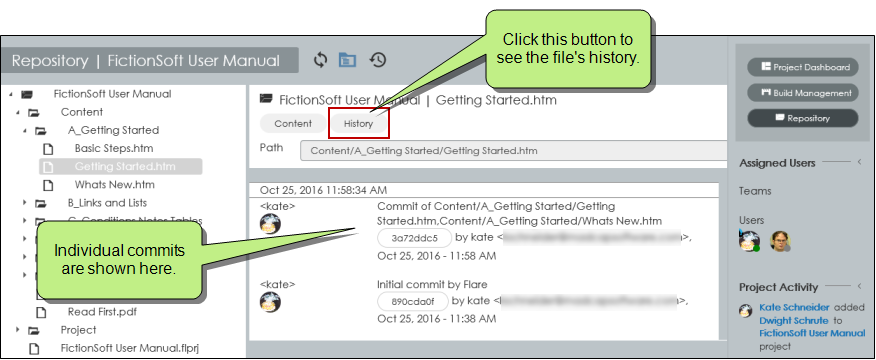 Click this button to
see the file's history.
Repository | FictionSoft User Manual
Project Dashboard
Build Management
Repository
FictionSoft User Manual
Content
A_Getting Started
Basic Steps.htm
Getting Started.htm
Whats New.htm
B_Links and Lists
C_Conditions Notes Tables
Read First.pdf
Project
FictionSoft User Manual.flprj
FictionSoft User Manual | Getting Started.htm
Content
History
Path
Content/A_Getting Started/Getting Started.htm
Oct 25, 2016 11:58:34 AM
<kate>
Commit of Content/A_Getting Started/Getting
Started.htm,Content/A_Getting Started/Whats New.htm
3a72ddc5 by kate <
>,
Oct 25, 2016 - 11:58 AM
<kate>
Initial commit by Flare
890cda0f by kate <
>,
Oct 25, 2016 - 11:38 AM
Individual commits
are shown here.
Assigned Users
Teams
Users
Project Activity
Kate Schneider added
Dwight Schrute to
FictionSoft User Manual
project